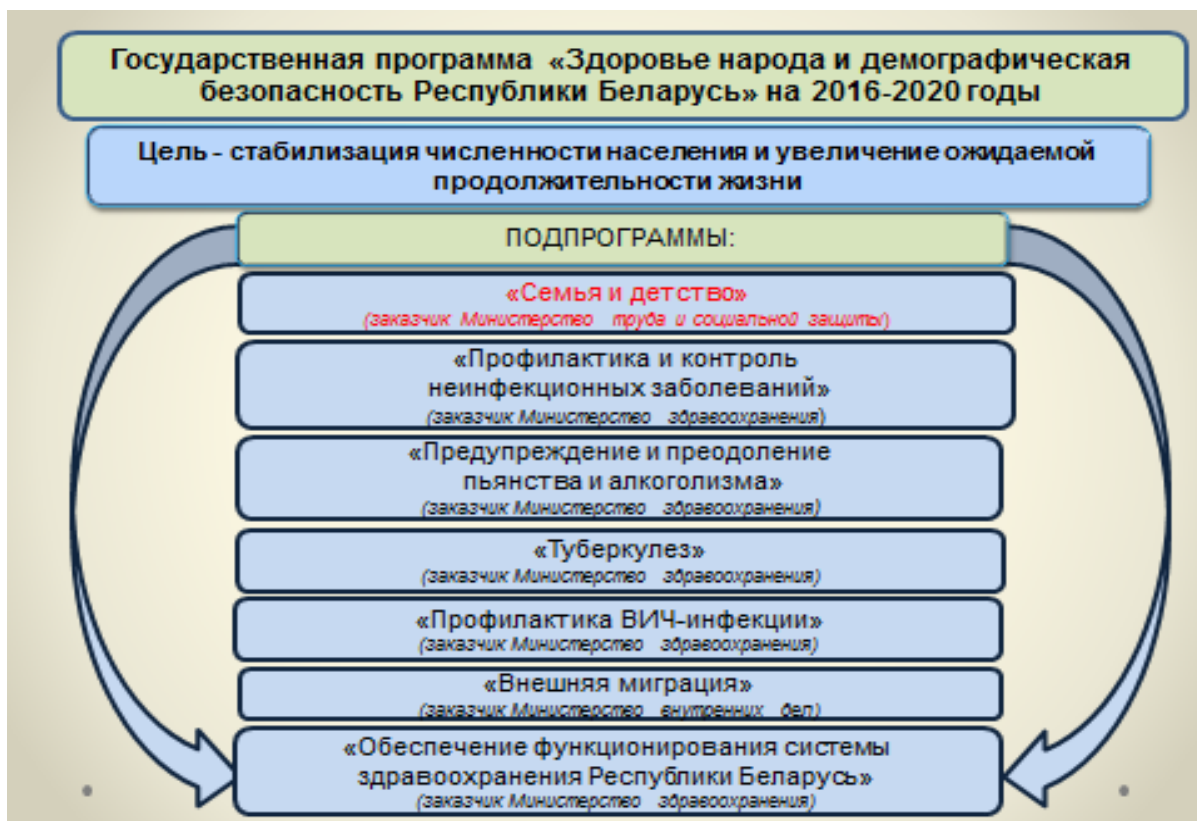 Государственная программа «Здоровье народа и демографическая
безопасность Республики Беларусь» на 2016-2020 годы
Цель - стабилизация численности населения и увеличение ожидаемой
продолжительности жизни
ПОДПРОГРАММЫ:
«Семья и детство»
(заказчик Министерство труда и социальной защиты)
«Профилактика и контроль
неинфекционных заболеваний»
(заказчик Министерство здравоохранения)
«Предупреждение и преодоление
пьянства и алкоголизма»
(заказчик Министерство здравоохранения)
«Туберкулез»
(заказчик Министерство здравоохранения)
«Профилактика ВИЧ-инфекции»
(заказчик Министерство здравоохранения)
«Внешняя миграция»
(заказчик Министерство внутренних дел)
«Обеспечение функционирования системы
здравоохранения Республики Беларусь»
(заказчик Министерство здравоохранения)